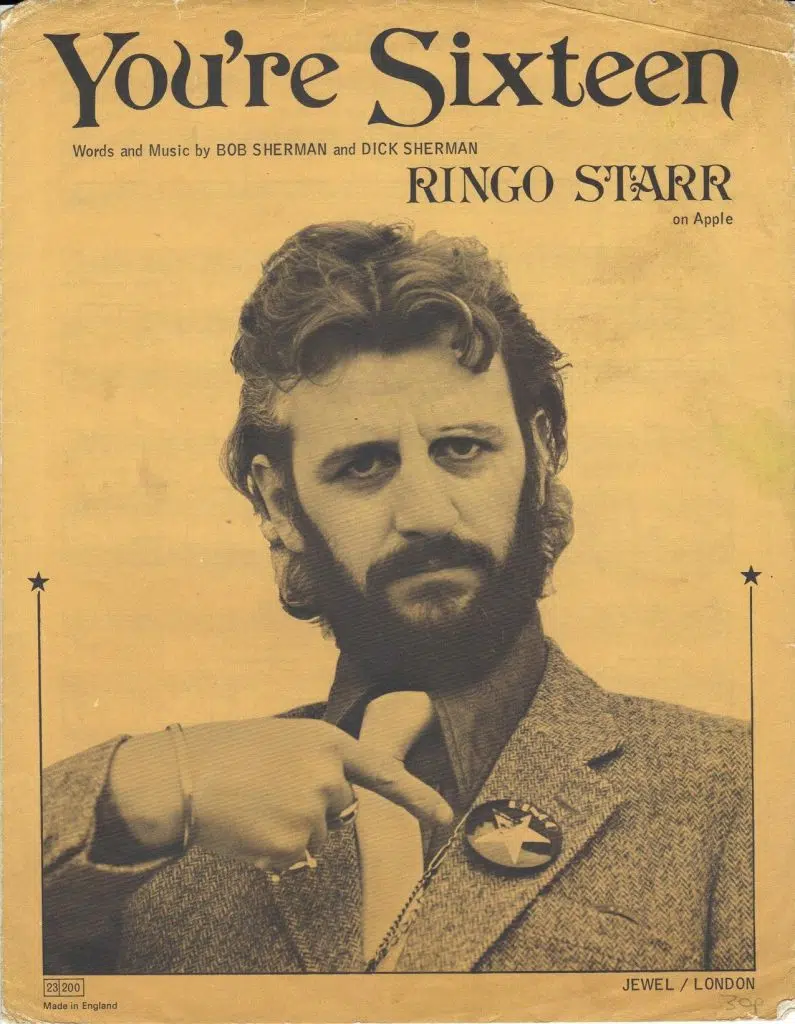 You're Sixteen
Words and Music by BOB SHERMAN and DICK SHERMAN
RINGO STARR
on Apple
23 200
JEWEL / LONDON
Made in England
30p